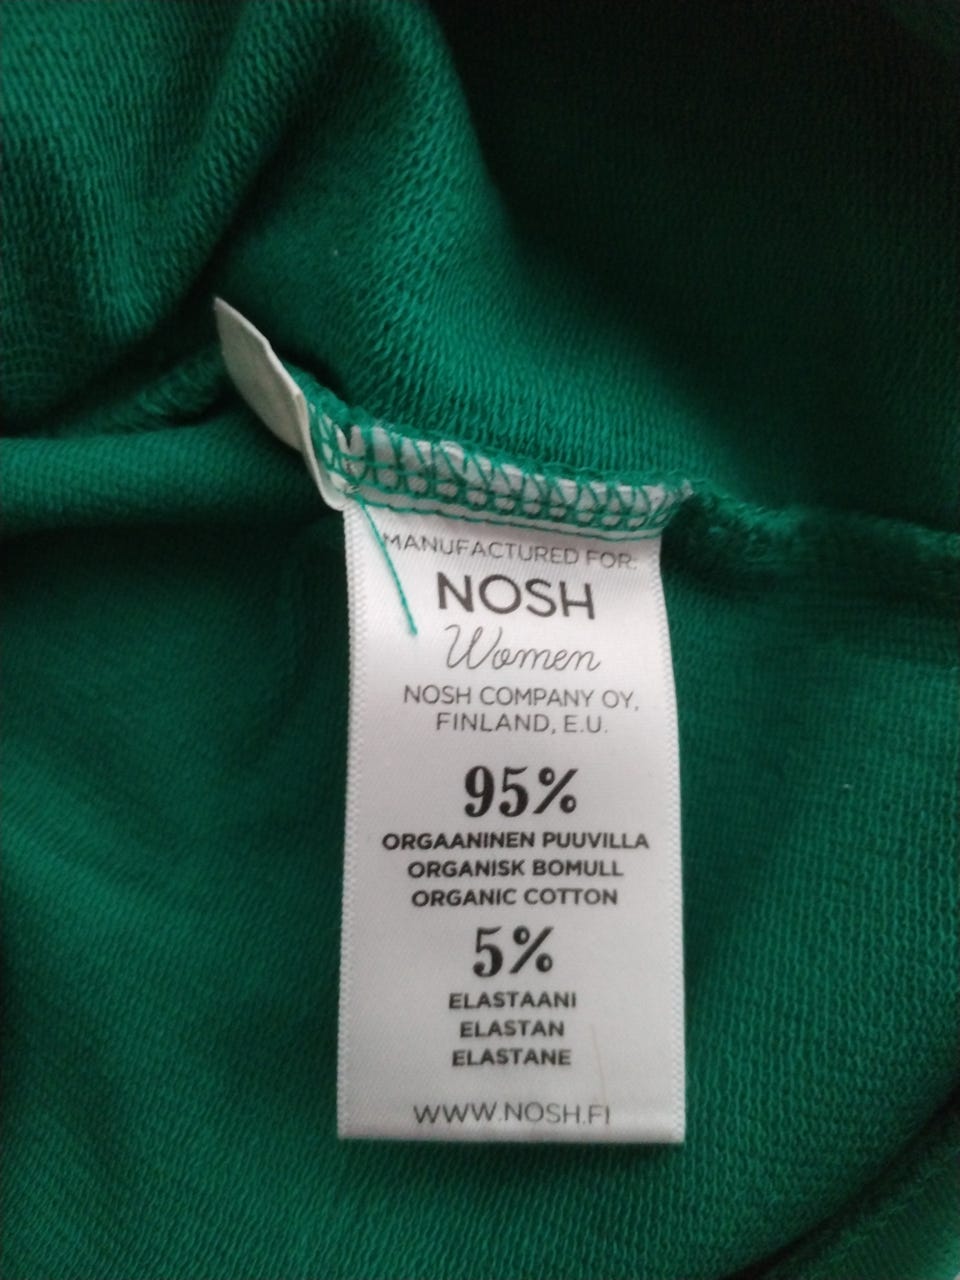 MANUFACTURED FOR:
NOSH
Women
NOSH COMPANY OY,
FINLAND, E.U.
95%
ORGAANINEN PUUVILLA
ORGANISK BOMULL
ORGANIC COTTON
5%
ELASTAANI
ELASTAN
ELASTANE
WWW.NOSH.FI